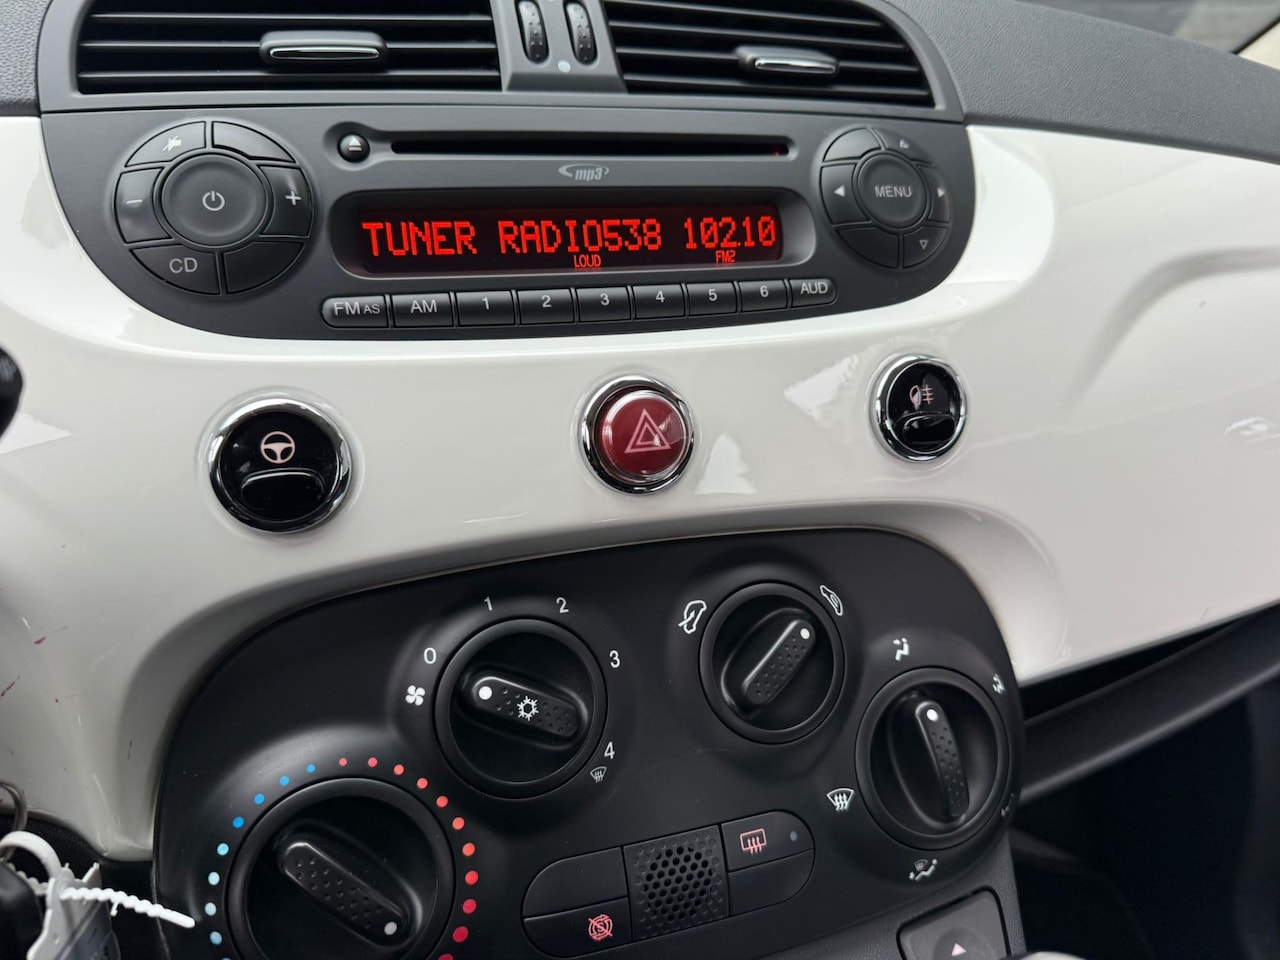 mp3
MENU
TUNER RADIO538 102.10
LOUD FM2
CD
FM AS AM 1 2 3 4 5 6 AUD
1 2
0 3
4